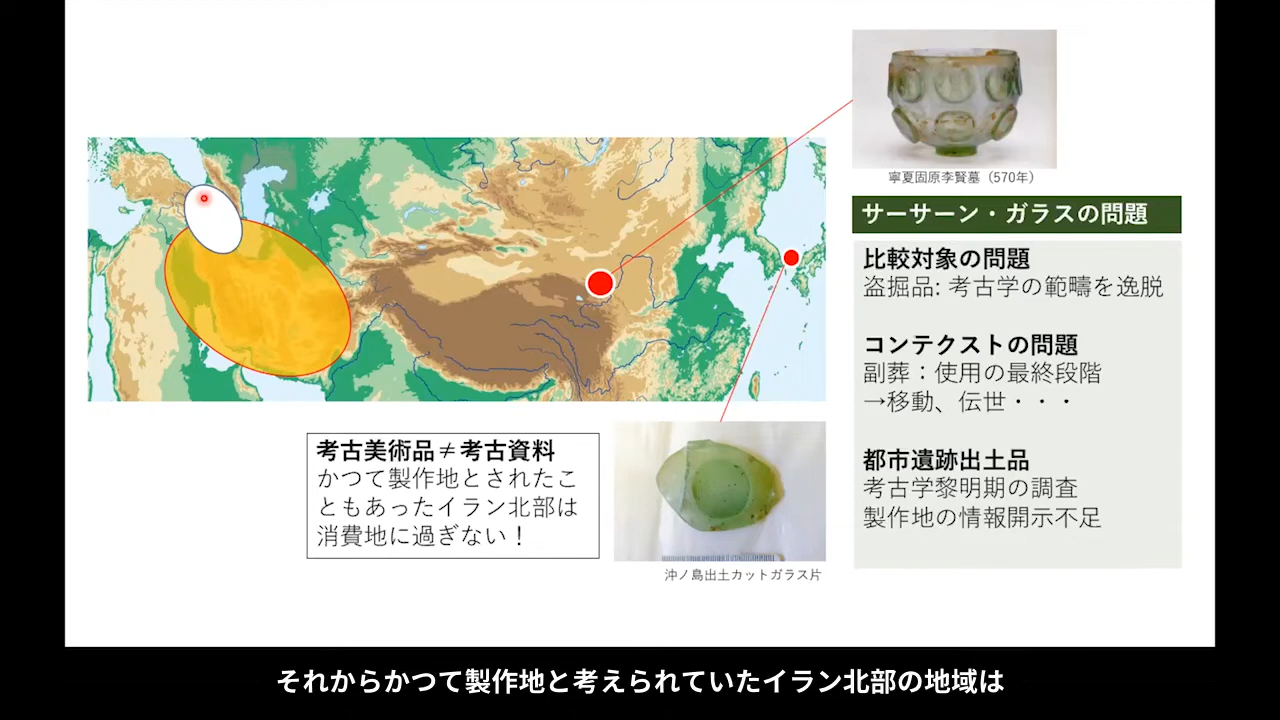 寧夏固原李賢墓（570年）
サーサーン・ガラスの問題
比較対象の問題
盗掘品: 考古学の範疇を逸脱
コンテクストの問題
副葬：使用の最終段階
→移動、伝世・・・
都市遺跡出土品
考古学黎明期の調査
製作地の情報開示不足
考古美術品≠考古資料
かつて製作地とされたこ
ともあったイラン北部は
消費地に過ぎない！
沖ノ島出土カットガラス片
それからかつて製作地と考えられていたイラン北部の地域は